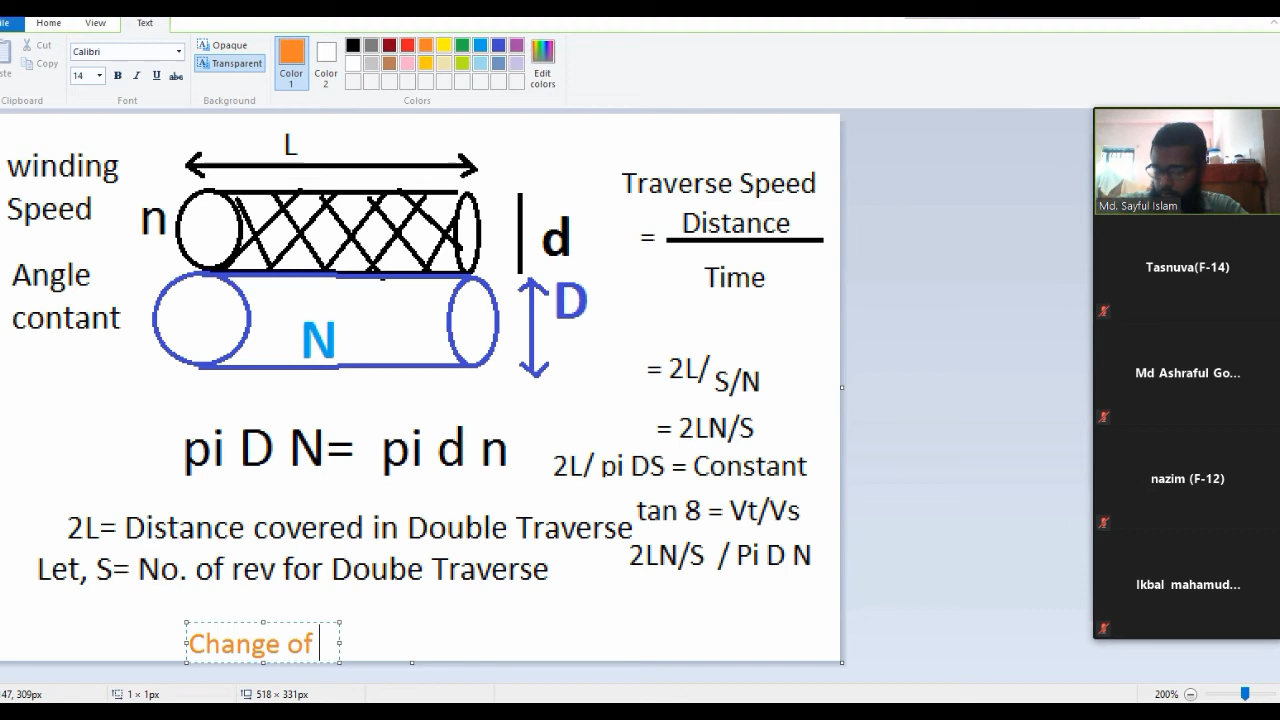 ile
Home
View
Text
Cut
Copy
ste
Clipboard
Calibri
14
B
I
U
abc
Font
Opaque
Transparent
Background
Color
1
Color
2
Edit
colors
Colors
winding
Speed
Angle
contant
L
n
d
D
N
Traverse Speed
Distance
=
Time
= 2L/ S/N
= 2LN/S
2L/ pi DS = Constant
tan 8 = Vt/Vs
2LN/S / Pi D N
pi D N= pi d n
2L= Distance covered in Double Traverse
Let, S= No. of rev for Doube Traverse
Change of
Md. Sayful Islam
Tasnuva(F-14)
Md Ashraful Go...
nazim (F-12)
Ikbal mahamud...
147, 309px
1 × 1px
518 × 331px
200%